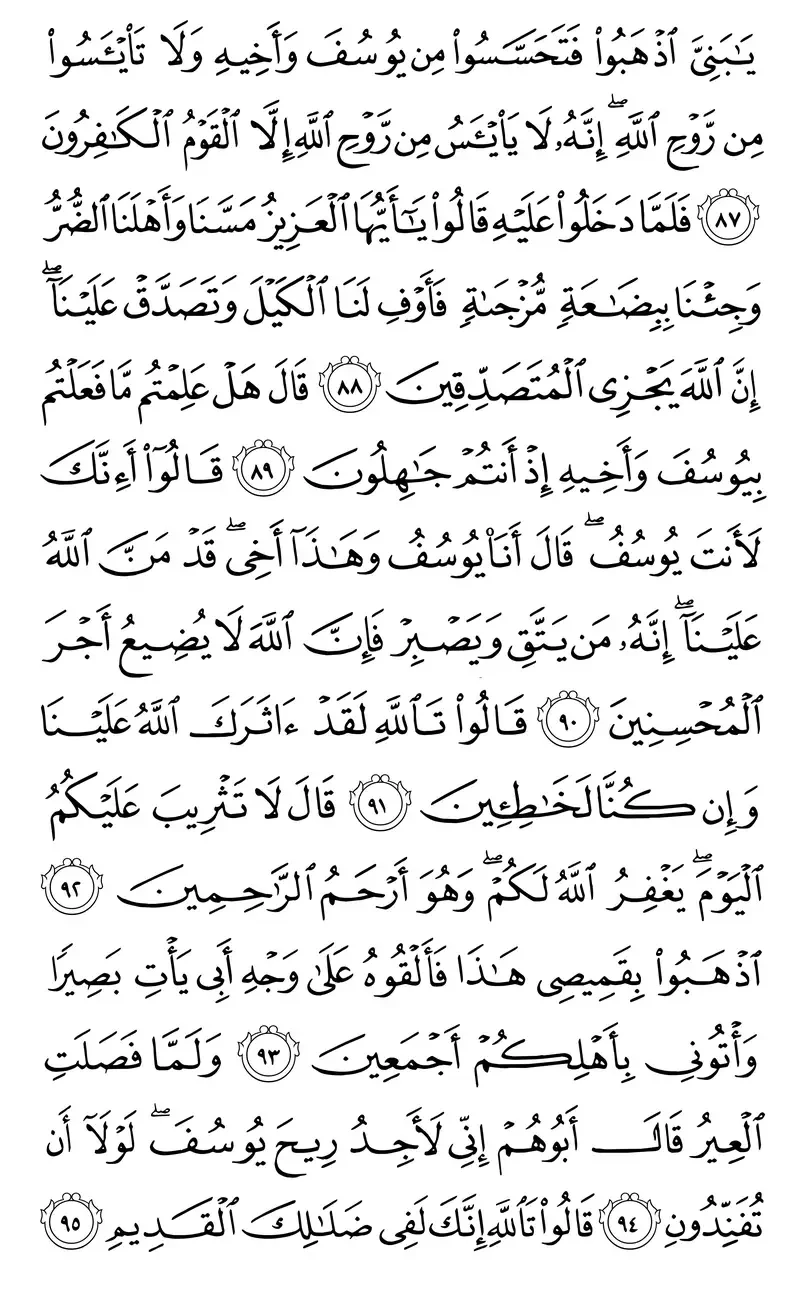 يَـٰبَنِىَّ ٱذْهَبُوا۟ فَتَحَسَّسُوا۟ مِن يُوسُفَ وَأَخِيهِ وَلَا تَا۟يْـَٔسُوا۟
مِن رَّوْحِ ٱللَّهِ ۖ إِنَّهُۥ لَا يَا۟يْـَٔسُ مِن رَّوْحِ ٱللَّهِ إِلَّا ٱلْقَوْمُ ٱلْكَـٰفِرُونَ
٨٧ فَلَمَّا دَخَلُوا۟ عَلَيْهِ قَالُوا۟ يَـٰٓأَيُّهَا ٱلْعَزِيزُ مَسَّنَا وَأَهْلَنَا ٱلضُّرُّ
وَجِئْنَا بِبِضَـٰعَةٍ مُّزْجَىٰةٍ فَأَوْفِ لَنَا ٱلْكَيْلَ وَتَصَدَّقْ عَلَيْنَآ ۖ
إِنَّ ٱللَّهَ يَجْزِى ٱلْمُتَصَدِّقِينَ ٨٨ قَالَ هَلْ عَلِمْتُم مَّا فَعَلْتُم
بِيُوسُفَ وَأَخِيهِ إِذْ أَنتُمْ جَـٰهِلُونَ ٨٩ قَالُوٓا۟ أَءِنَّكَ
لَأَنتَ يُوسُفُ ۖ قَالَ أَنَا۠ يُوسُفُ وَهَـٰذَآ أَخِى ۖ قَدْ مَنَّ ٱللَّهُ
عَلَيْنَآ ۖ إِنَّهُۥ مَن يَتَّقِ وَيَصْبِرْ فَإِنَّ ٱللَّهَ لَا يُضِيعُ أَجْرَ
ٱلْمُحْسِنِينَ ٩٠ قَالُوا۟ تَٱللَّهِ لَقَدْ ءَاثَرَكَ ٱللَّهُ عَلَيْنَا
وَإِن كُنَّا لَخَـٰطِـِٔينَ ٩١ قَالَ لَا تَثْرِيبَ عَلَيْكُمُ
ٱلْيَوْمَ ۖ يَغْفِرُ ٱللَّهُ لَكُمْ ۖ وَهُوَ أَرْحَمُ ٱلرَّٰحِمِينَ ٩٢
ٱذْهَبُوا۟ بِقَمِيصِى هَـٰذَا فَأَلْقُوهُ عَلَىٰ وَجْهِ أَبِى يَأْتِ بَصِيرًا
وَأْتُونِى بِأَهْلِكُمْ أَجْمَعِينَ ٩٣ وَلَمَّا فَصَلَتِ
ٱلْعِيرُ قَالَ أَبُوهُمْ إِنِّى لَأَجِدُ رِيحَ يُوسُفَ ۖ لَوْلَآ أَن
تُفَنِّدُونِ ٩٤ قَالُوا۟ تَٱللَّهِ إِنَّكَ لَفِى ضَلَـٰلِكَ ٱلْقَدِيمِ ٩٥